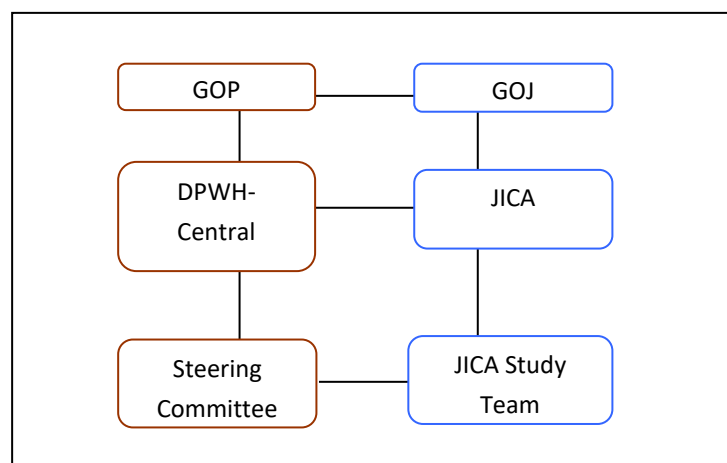 GOP
GOJ
DPWH-
Central
JICA
Steering
Committee
JICA Study
Team